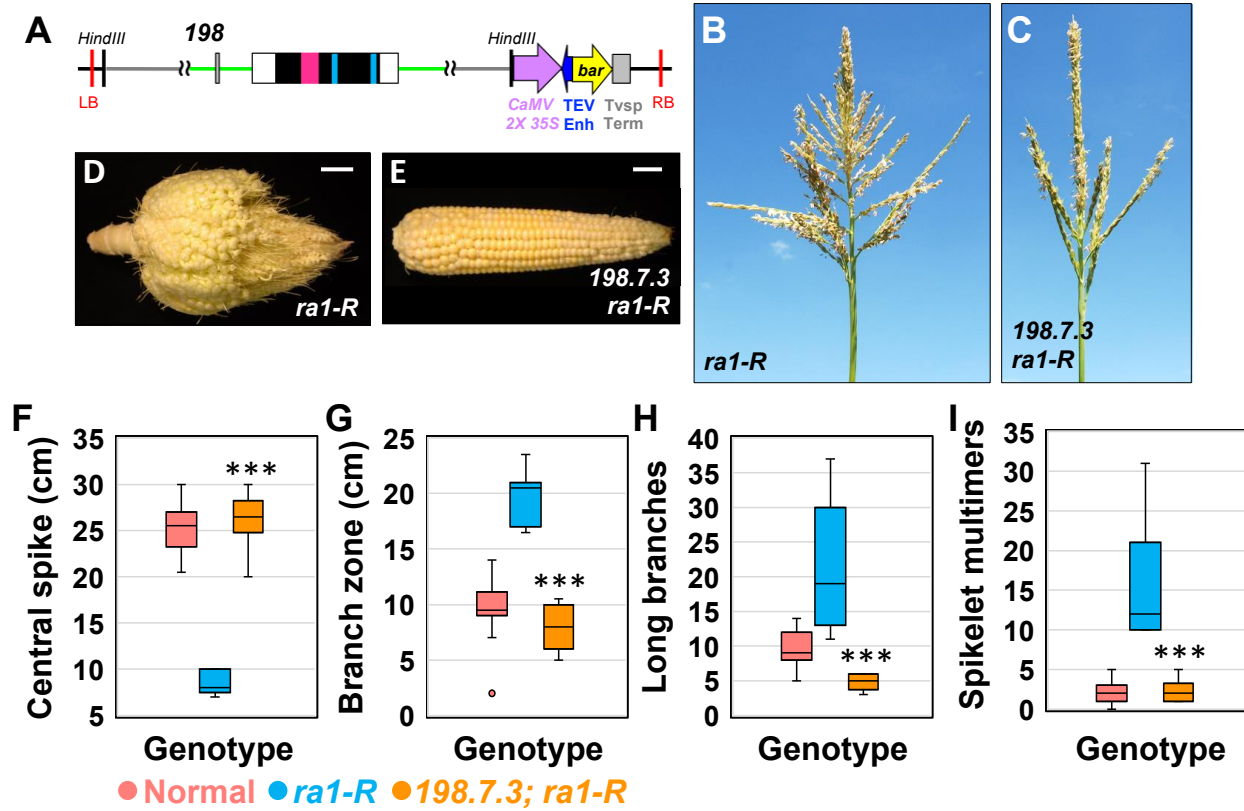 A
HindIII
198
HindIII
bar
LB
CaMV
2X 35S
TEV
Enh
Tvsp
Term
RB
B
ra1-R
C
198.7.3
ra1-R
D
ra1-R
E
198.7.3
ra1-R
F
Central spike (cm)
35
30
25
20
15
10
5
***
Genotype
G
Branch zone (cm)
25
20
15
10
5
0
***
Genotype
H
Long branches
40
35
30
25
20
15
10
5
0
***
Genotype
I
Spikelet multimers
35
30
25
20
15
10
5
0
***
Genotype
Normal ra1-R 198.7.3; ra1-R